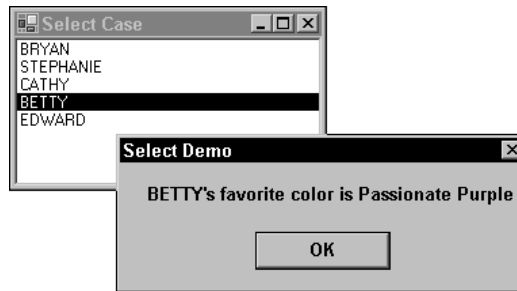 Select Case
BRYAN
STEPHANIE
CATHY
BETTY
EDWARD
Select Demo
BETTY's favorite color is Passionate Purple
OK